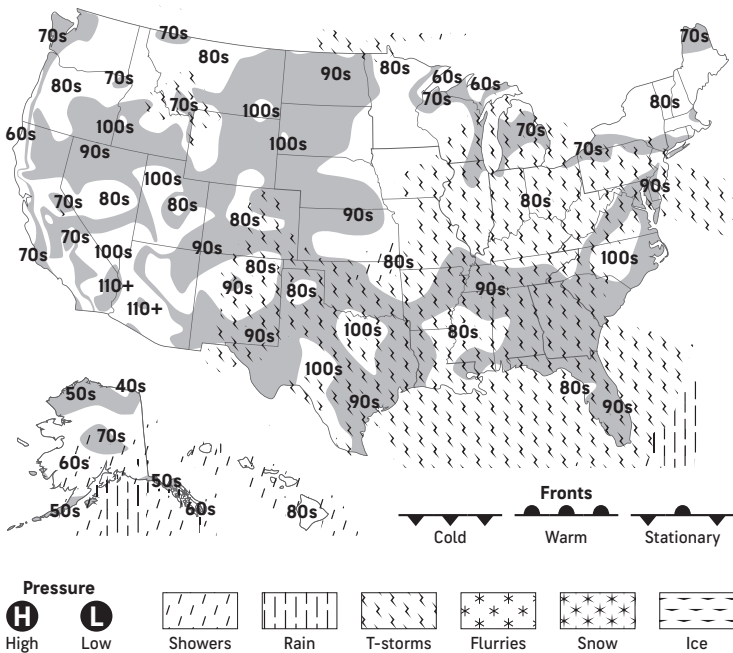 70s 70s 70s
80s 90s 80s 60s 60s
80s 70s 70s 100s 70s 80s
60s 100s 100s 70s 70s
90s
100s 90s
70s 80s 80s 80s 90s 80s
70s 100s 90s 80s 100s
70s 80s
110+ 90s 80s 90s
110+
90s 100s 80s
100s
50s 40s 90s 80s 90s
70s
60s
50s
50s 60s 80s
Fronts
Cold Warm Stationary
Pressure
H L
High Low Showers Rain T-storms Flurries Snow Ice